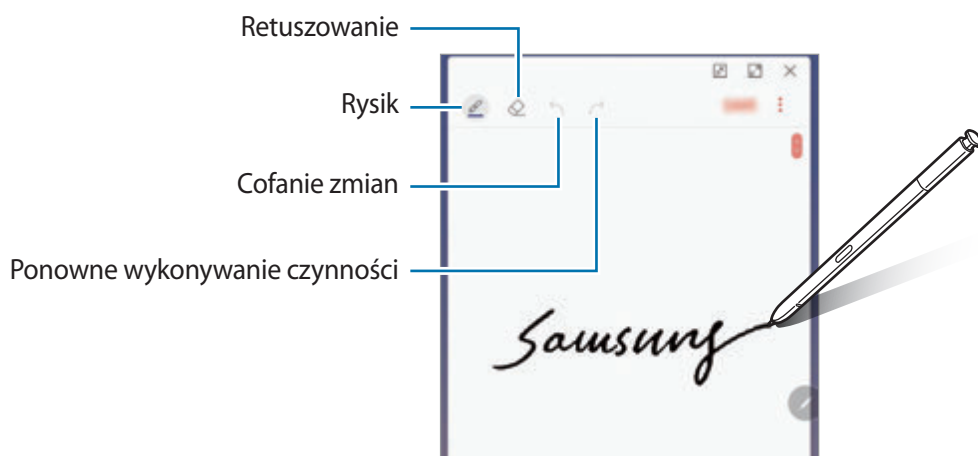 Retuszowanie
Rysik
Cofanie zmian
Ponowne wykonywanie czynności
Samsung